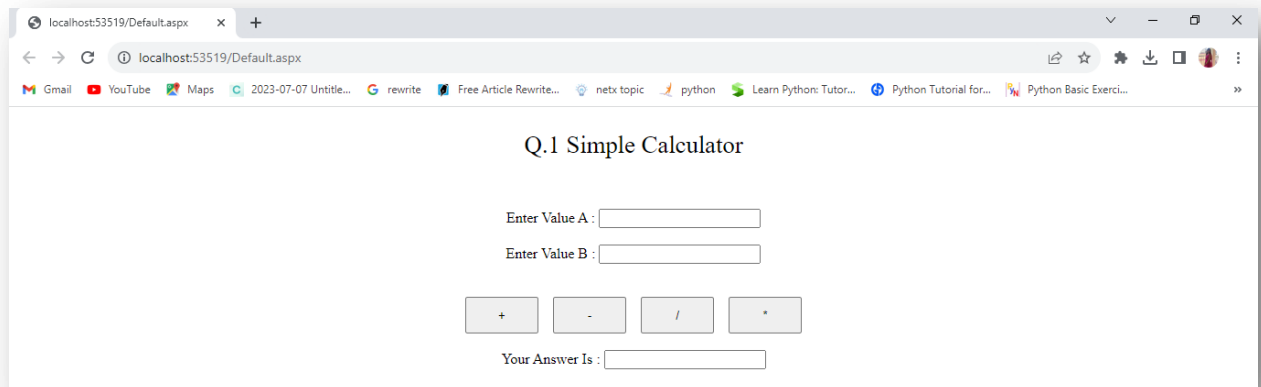 localhost:53519/Default.aspx
localhost:53519/Default.aspx
Gmail YouTube Maps 2023-07-07 Untitle... rewrite Free Article Rewrite... netx topic python Learn Python: Tutor... Python Tutorial for... Python Basic Exerci...
Q.1 Simple Calculator
Enter Value A :
Enter Value B :
+ - / *
Your Answer Is :